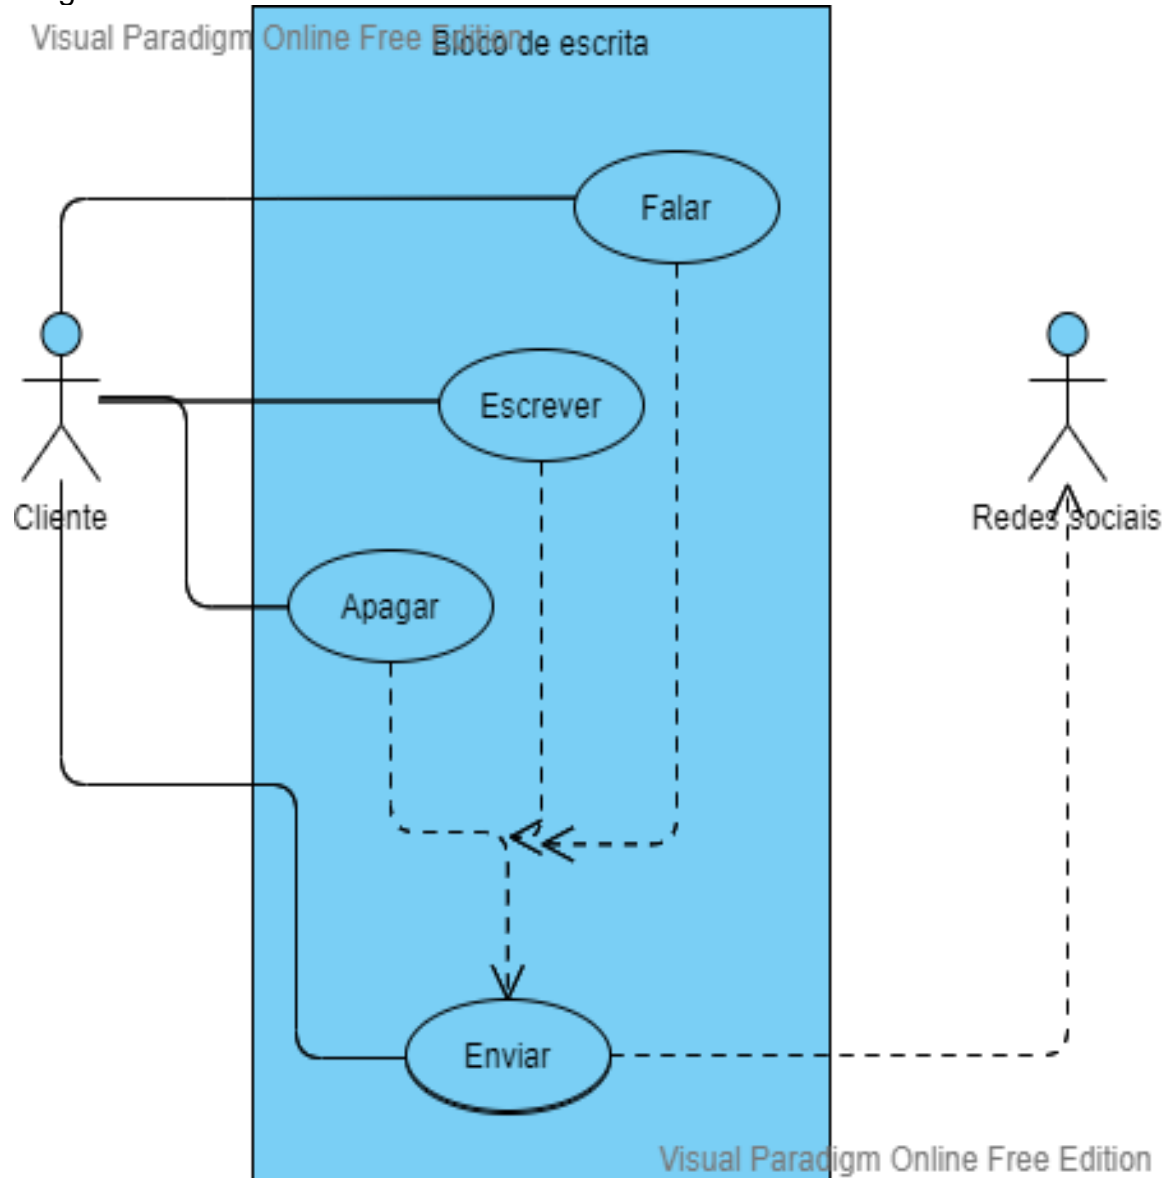 Visual Paradigm Online Free Edition
Bloco de escrita
Falar
Escrever
Cliente
Redes sociais
Apagar
Enviar
Visual Paradigm Online Free Edition